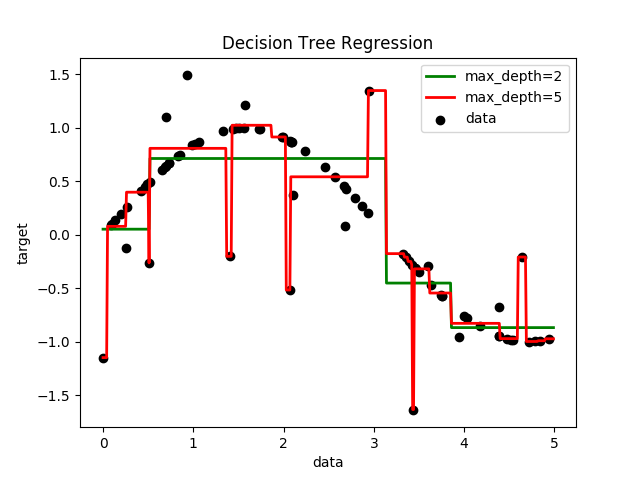 Decision Tree Regression
max_depth=2
max_depth=5
data
1.5
1.0
0.5
0.0
−0.5
−1.0
−1.5
target
0 1 2 3 4 5
data